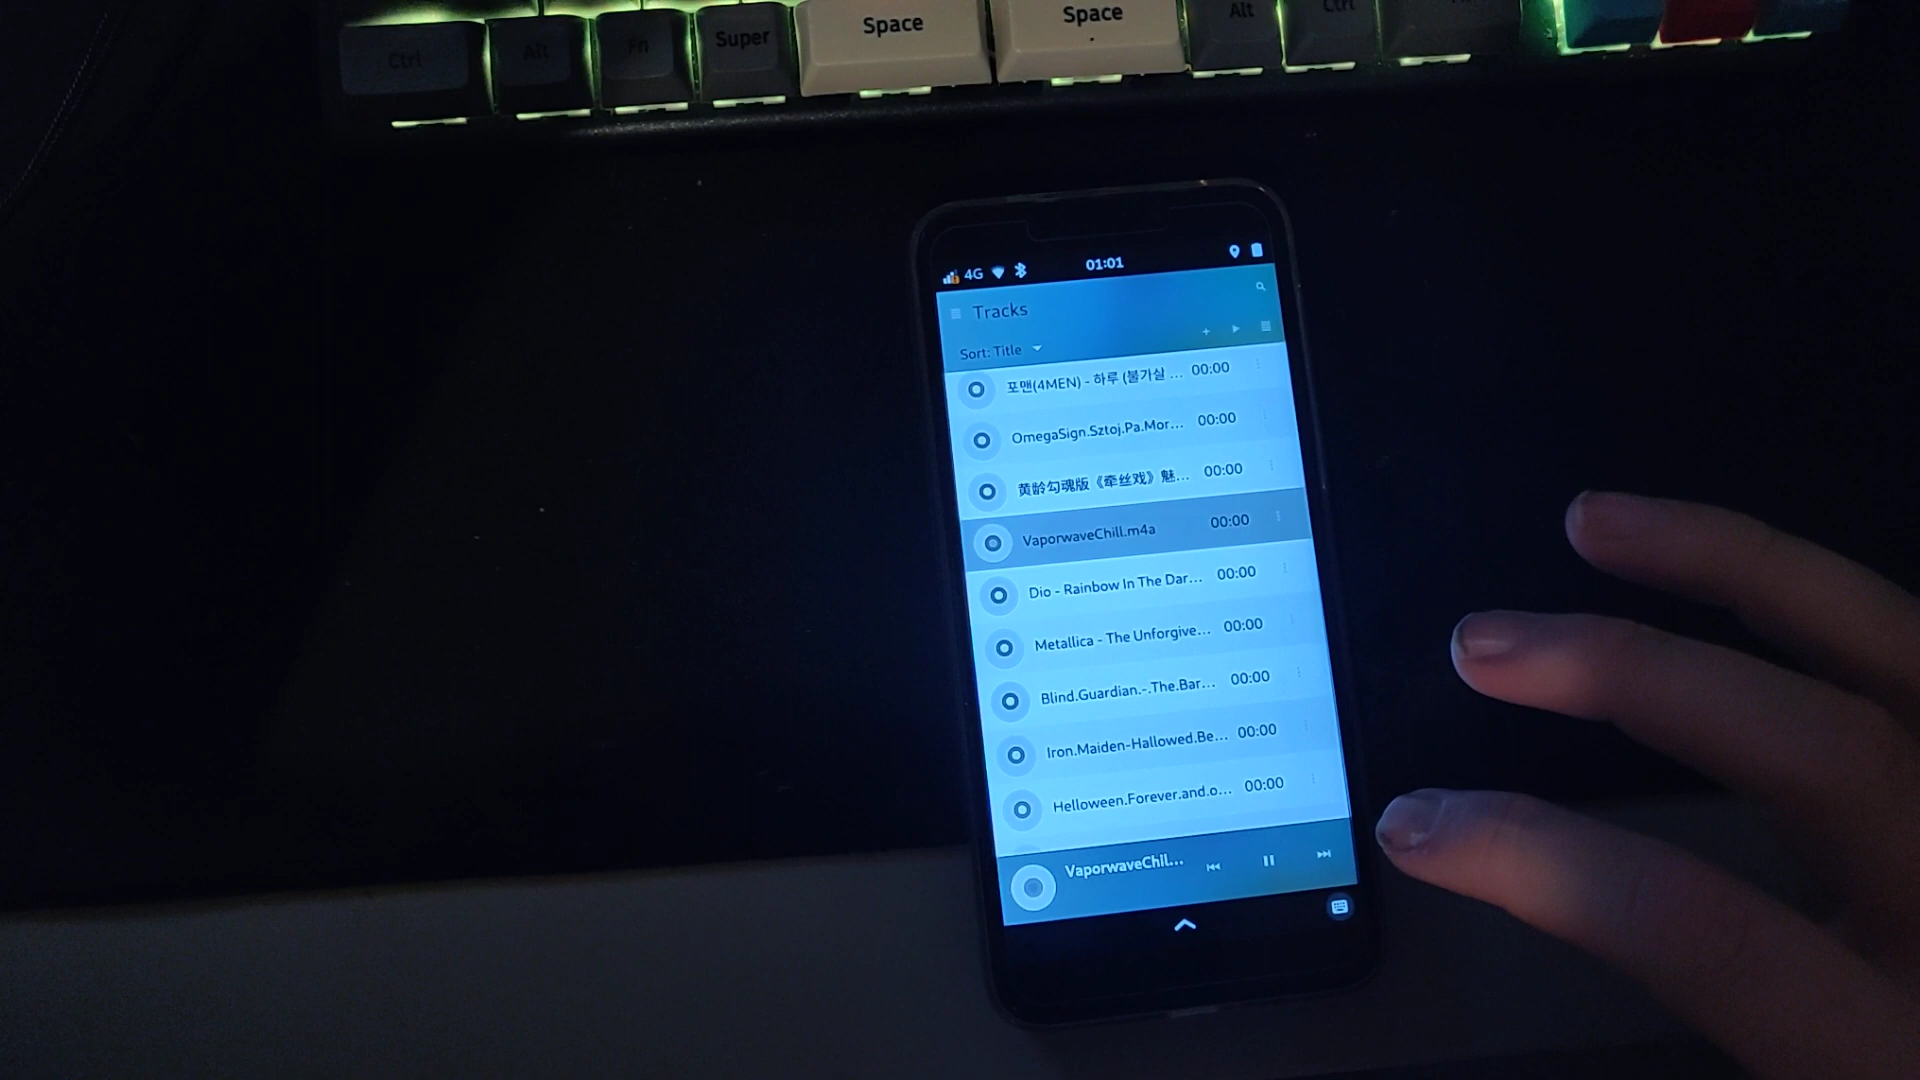 Ctrl Alt Fn Super Space Space Alt Ctrl
4G 01:01
Tracks
Sort: Title
포맨(4MEN) - 하루 (불가살 ... 00:00
OmegaSign.Sztoj.Pa.Mor... 00:00
黄龄勾魂版《牵丝戏》魅... 00:00
VaporwaveChill.m4a 00:00
Dio - Rainbow In The Dar... 00:00
Metallica - The Unforgive... 00:00
Blind.Guardian.-.The.Bar... 00:00
Iron.Maiden-Hallowed.Be... 00:00
Helloween.Forever.and.o... 00:00
VaporwaveChil...